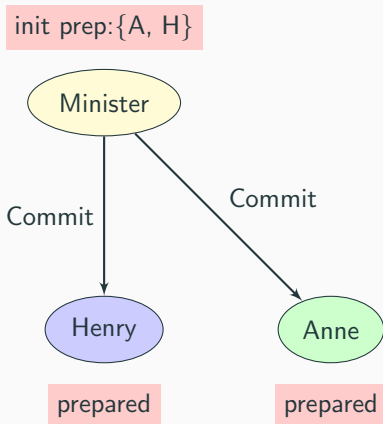 init prep:{A, H}
Minister
Commit
Commit
Henry
Anne
prepared
prepared